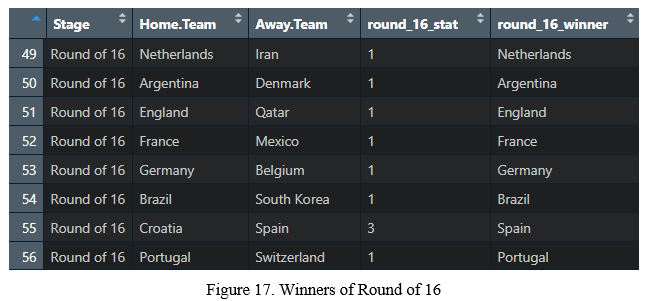 Stage Home.Team Away.Team round_16_stat round_16_winner
49 Round of 16 Netherlands Iran 1 Netherlands
50 Round of 16 Argentina Denmark 1 Argentina
51 Round of 16 England Qatar 1 England
52 Round of 16 France Mexico 1 France
53 Round of 16 Germany Belgium 1 Germany
54 Round of 16 Brazil South Korea 1 Brazil
55 Round of 16 Croatia Spain 3 Spain
56 Round of 16 Portugal Switzerland 1 Portugal
Figure 17. Winners of Round of 16